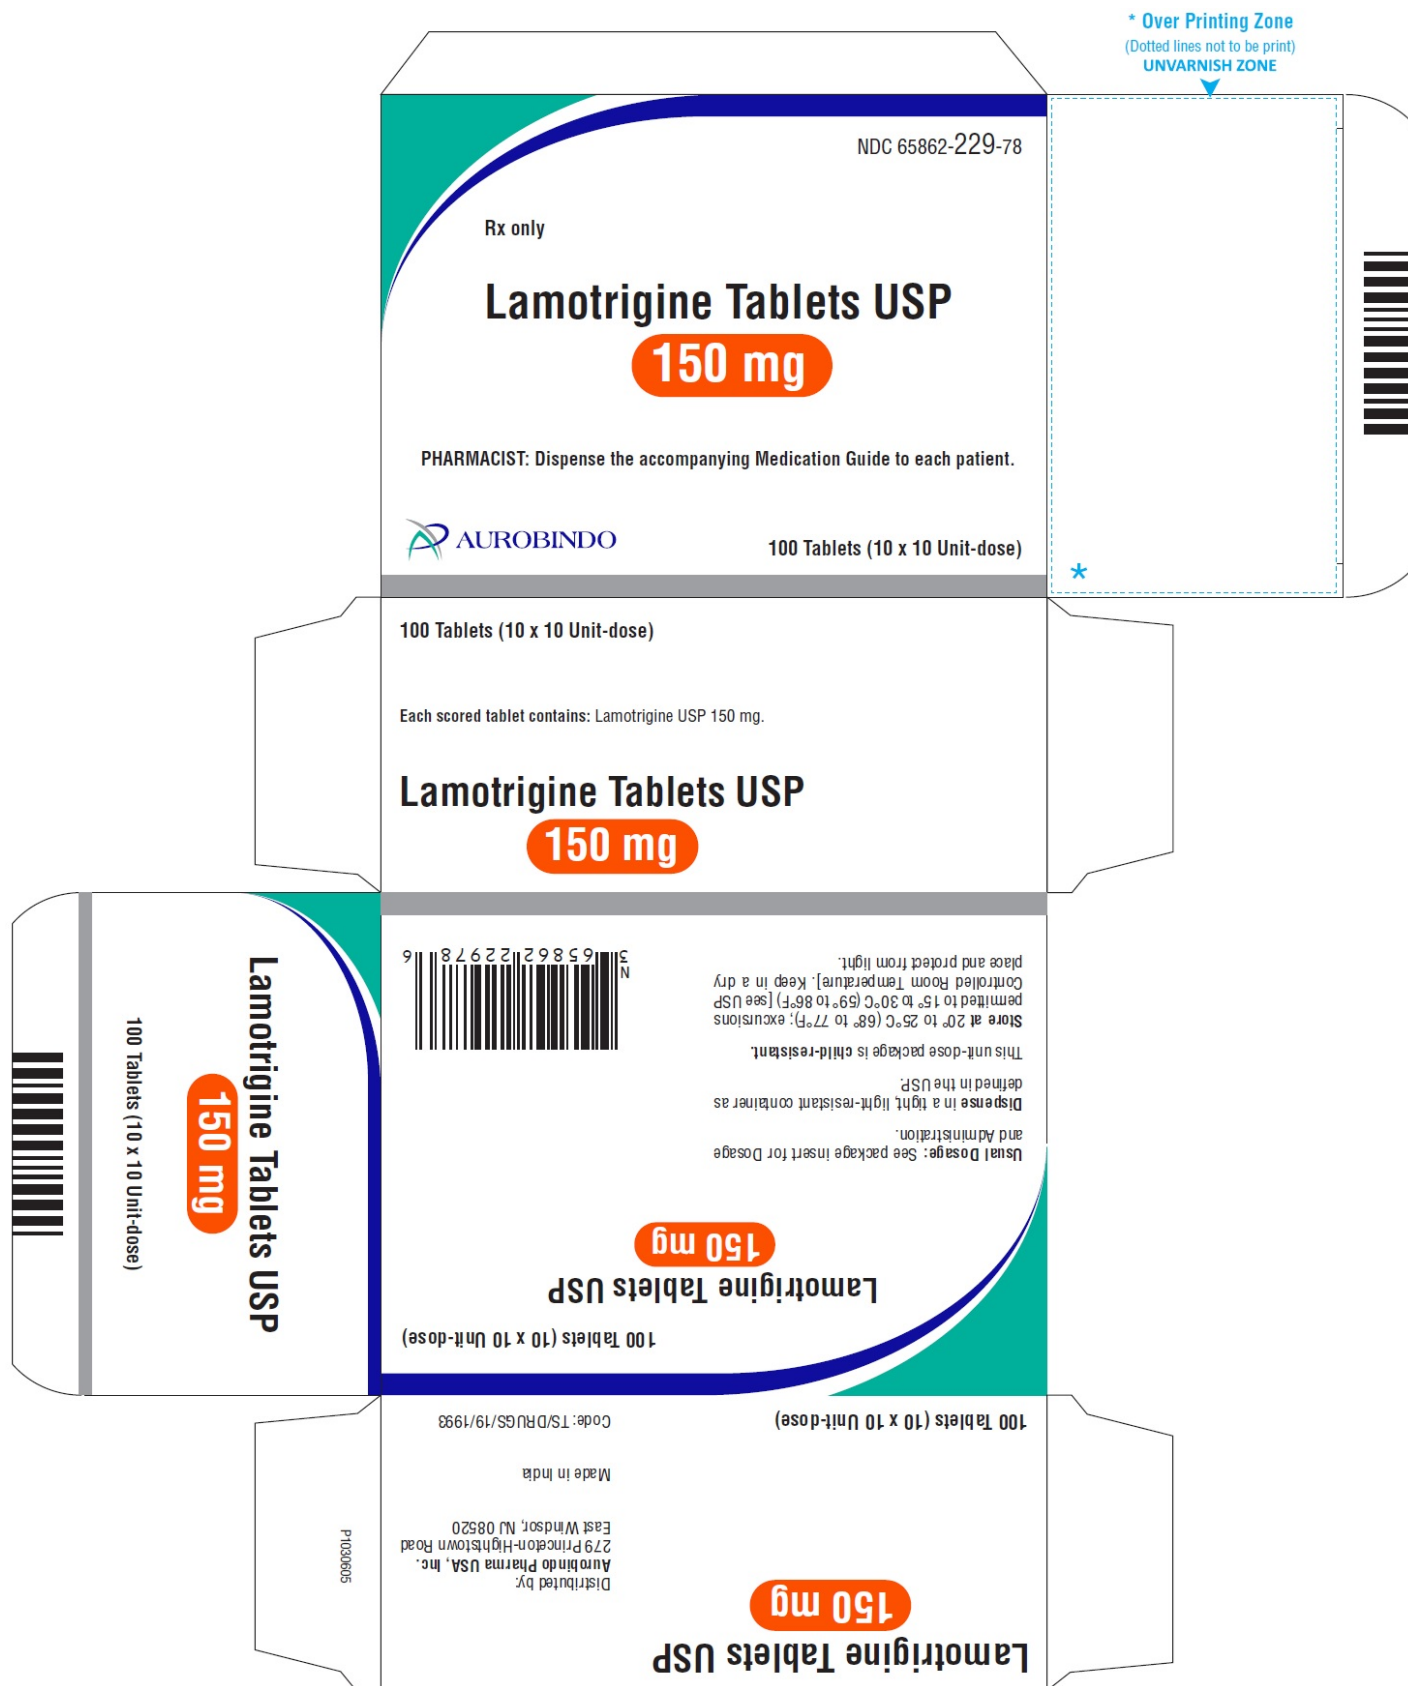 * Over Printing Zone
(Dotted lines not to be print)
UNVARNISH ZONE
NDC 65862-229-78
Rx only
Lamotrigine Tablets USP
150 mg
PHARMACIST: Dispense the accompanying Medication Guide to each patient.
AUROBINDO
100 Tablets (10 x 10 Unit-dose)
*
100 Tablets (10 x 10 Unit-dose)
Each scored tablet contains: Lamotrigine USP 150 mg.
Lamotrigine Tablets USP
150 mg
Lamotrigine Tablets USP
150 mg
100 Tablets (10 x 10 Unit-dose)
100 Tablets (10 x 10 Unit-dose)
Lamotrigine Tablets USP
150 mg
Usual Dosage: See package insert for Dosage
and Administration.
Dispense in a tight, light-resistant container as
defined in the USP.
This unit-dose package is child-resistant.
Store at 20° to 25°C (68° to 77°F); excursions
permitted to 15° to 30°C (59° to 86°F) [see USP
Controlled Room Temperature]. Keep in a dry
place and protect from light.
N
3 65862 22978 6
Lamotrigine Tablets USP
150 mg
100 Tablets (10 x 10 Unit-dose)
Distributed by:
Aurobindo Pharma USA, Inc.
279 Princeton-Hightstown Road
East Windsor, NJ 08520
Made in India
Code: TS/DRUGS/19/1993
P1030605